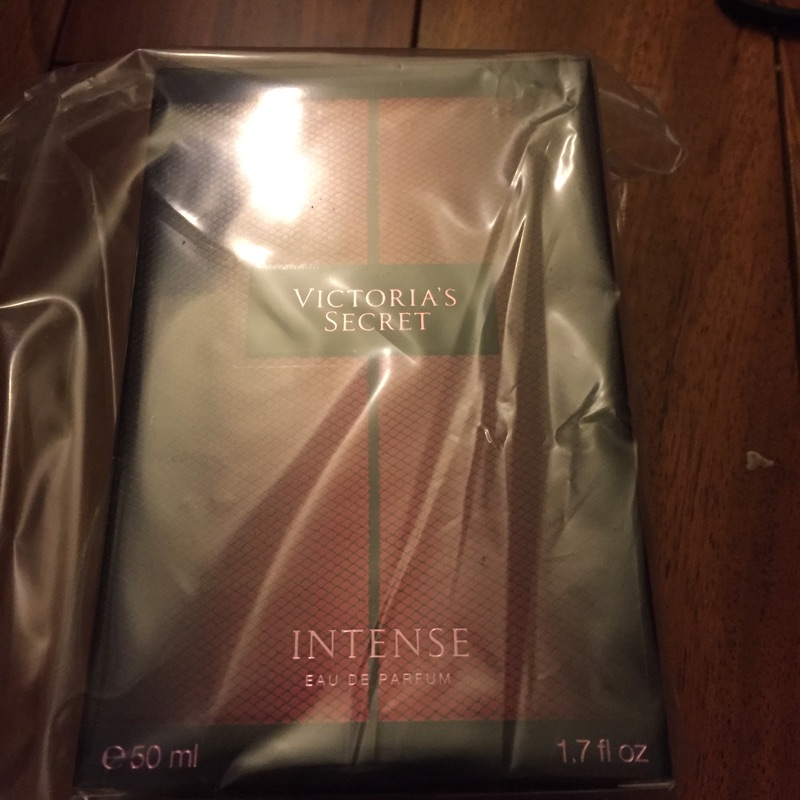 VICTORIA'S
SECRET
INTENSE
EAU DE PARFUM
℮50 ml
1.7 fl oz